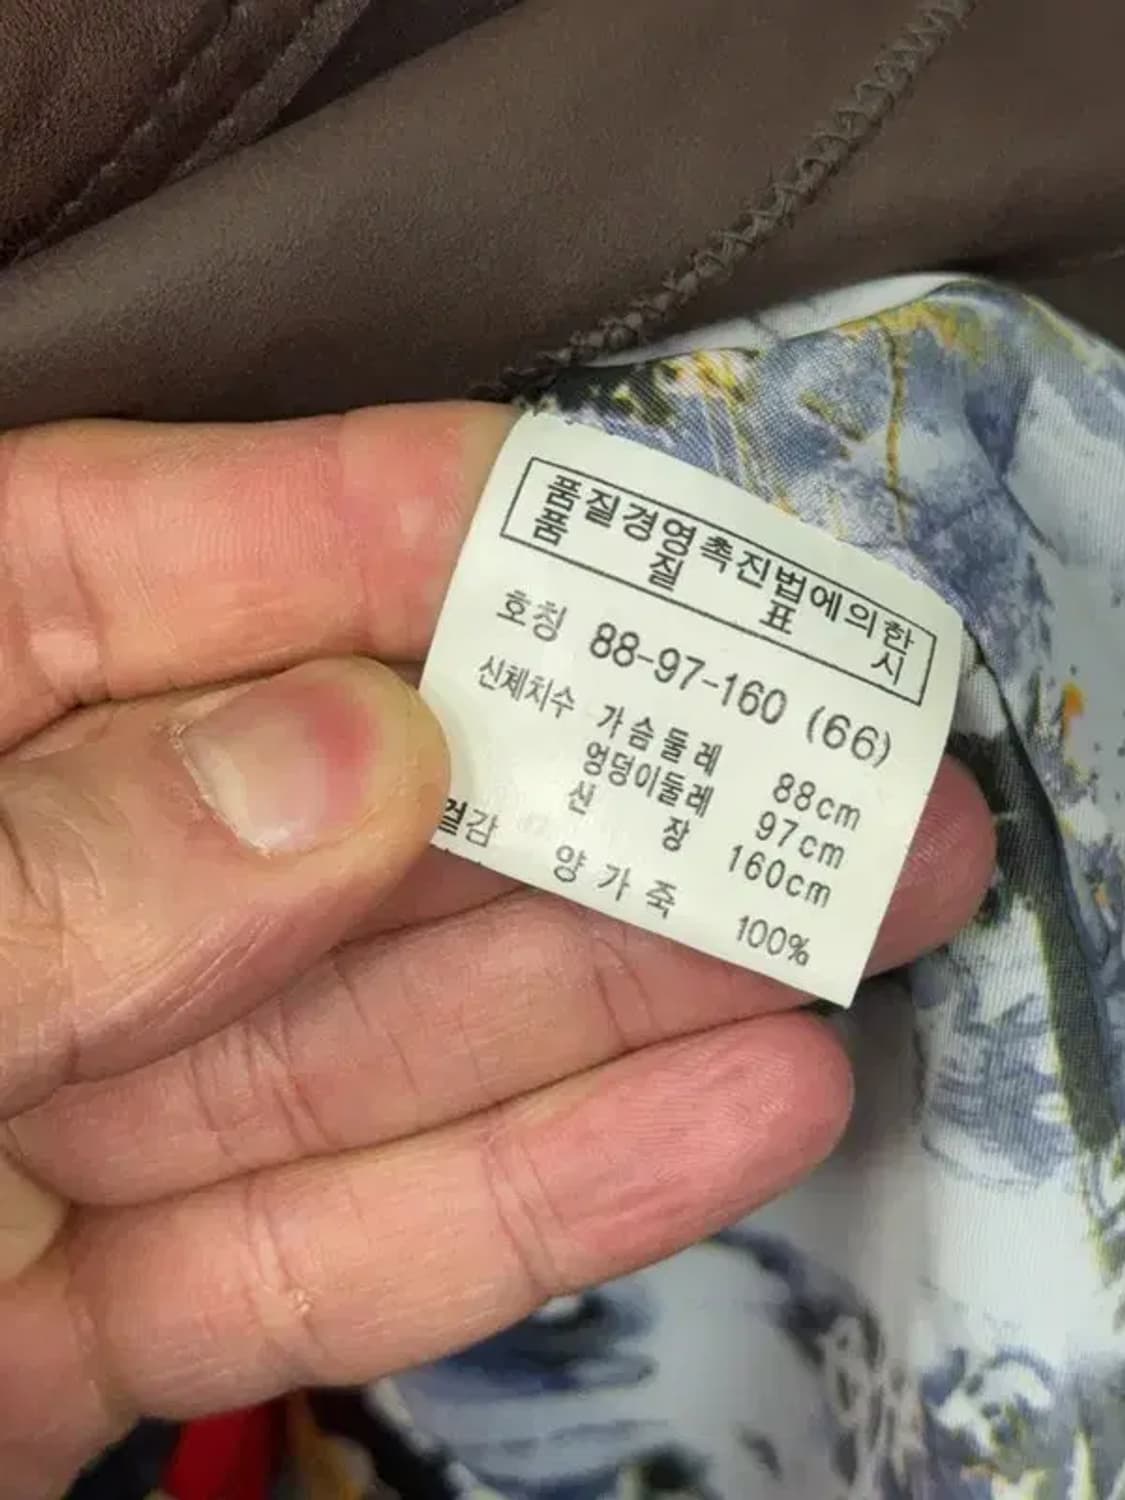 품질경영촉진법에의한
품 질 표 시
호칭 88-97-160 (66)
신체치수 가슴둘레 88cm
엉덩이둘레 97cm
신 장 160cm
겉감 양가죽 100%